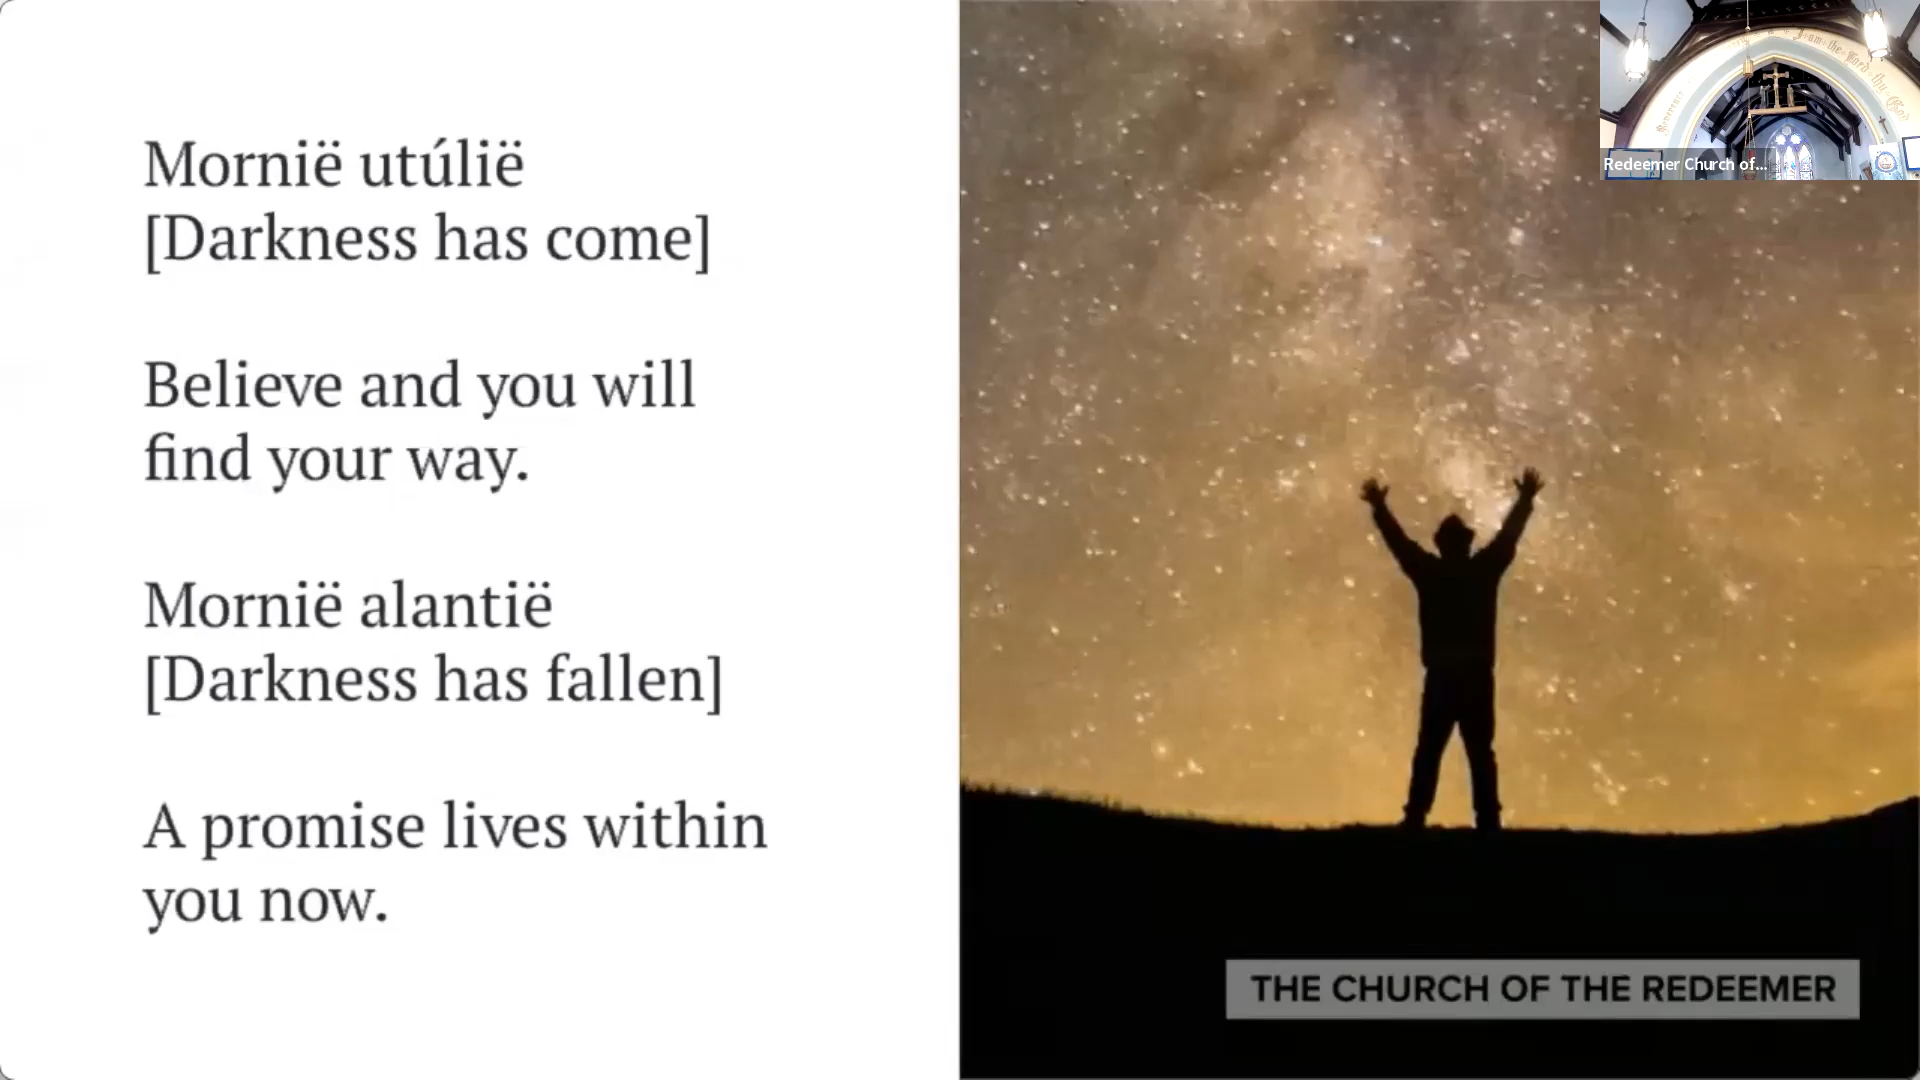 Mornië utúlië
[Darkness has come]
Believe and you will
find your way.
Mornië alantië
[Darkness has fallen]
A promise lives within
you now.
Redeemer Church of...
THE CHURCH OF THE REDEEMER